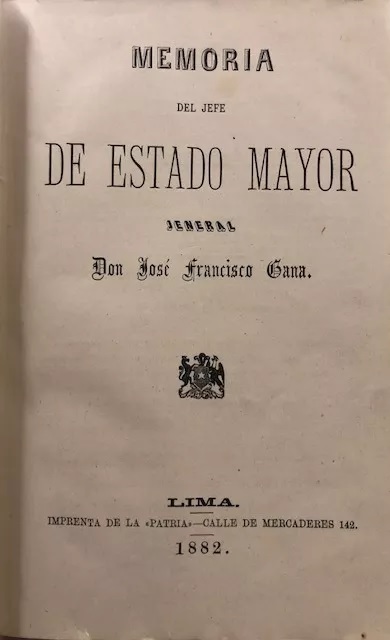 MEMORIA
DEL JEFE
DE ESTADO MAYOR
JENERAL
Don José Francisco Gana.
LIMA.
IMPRENTA DE LA «PATRIA»—CALLE DE MERCADERES 142.
1882.